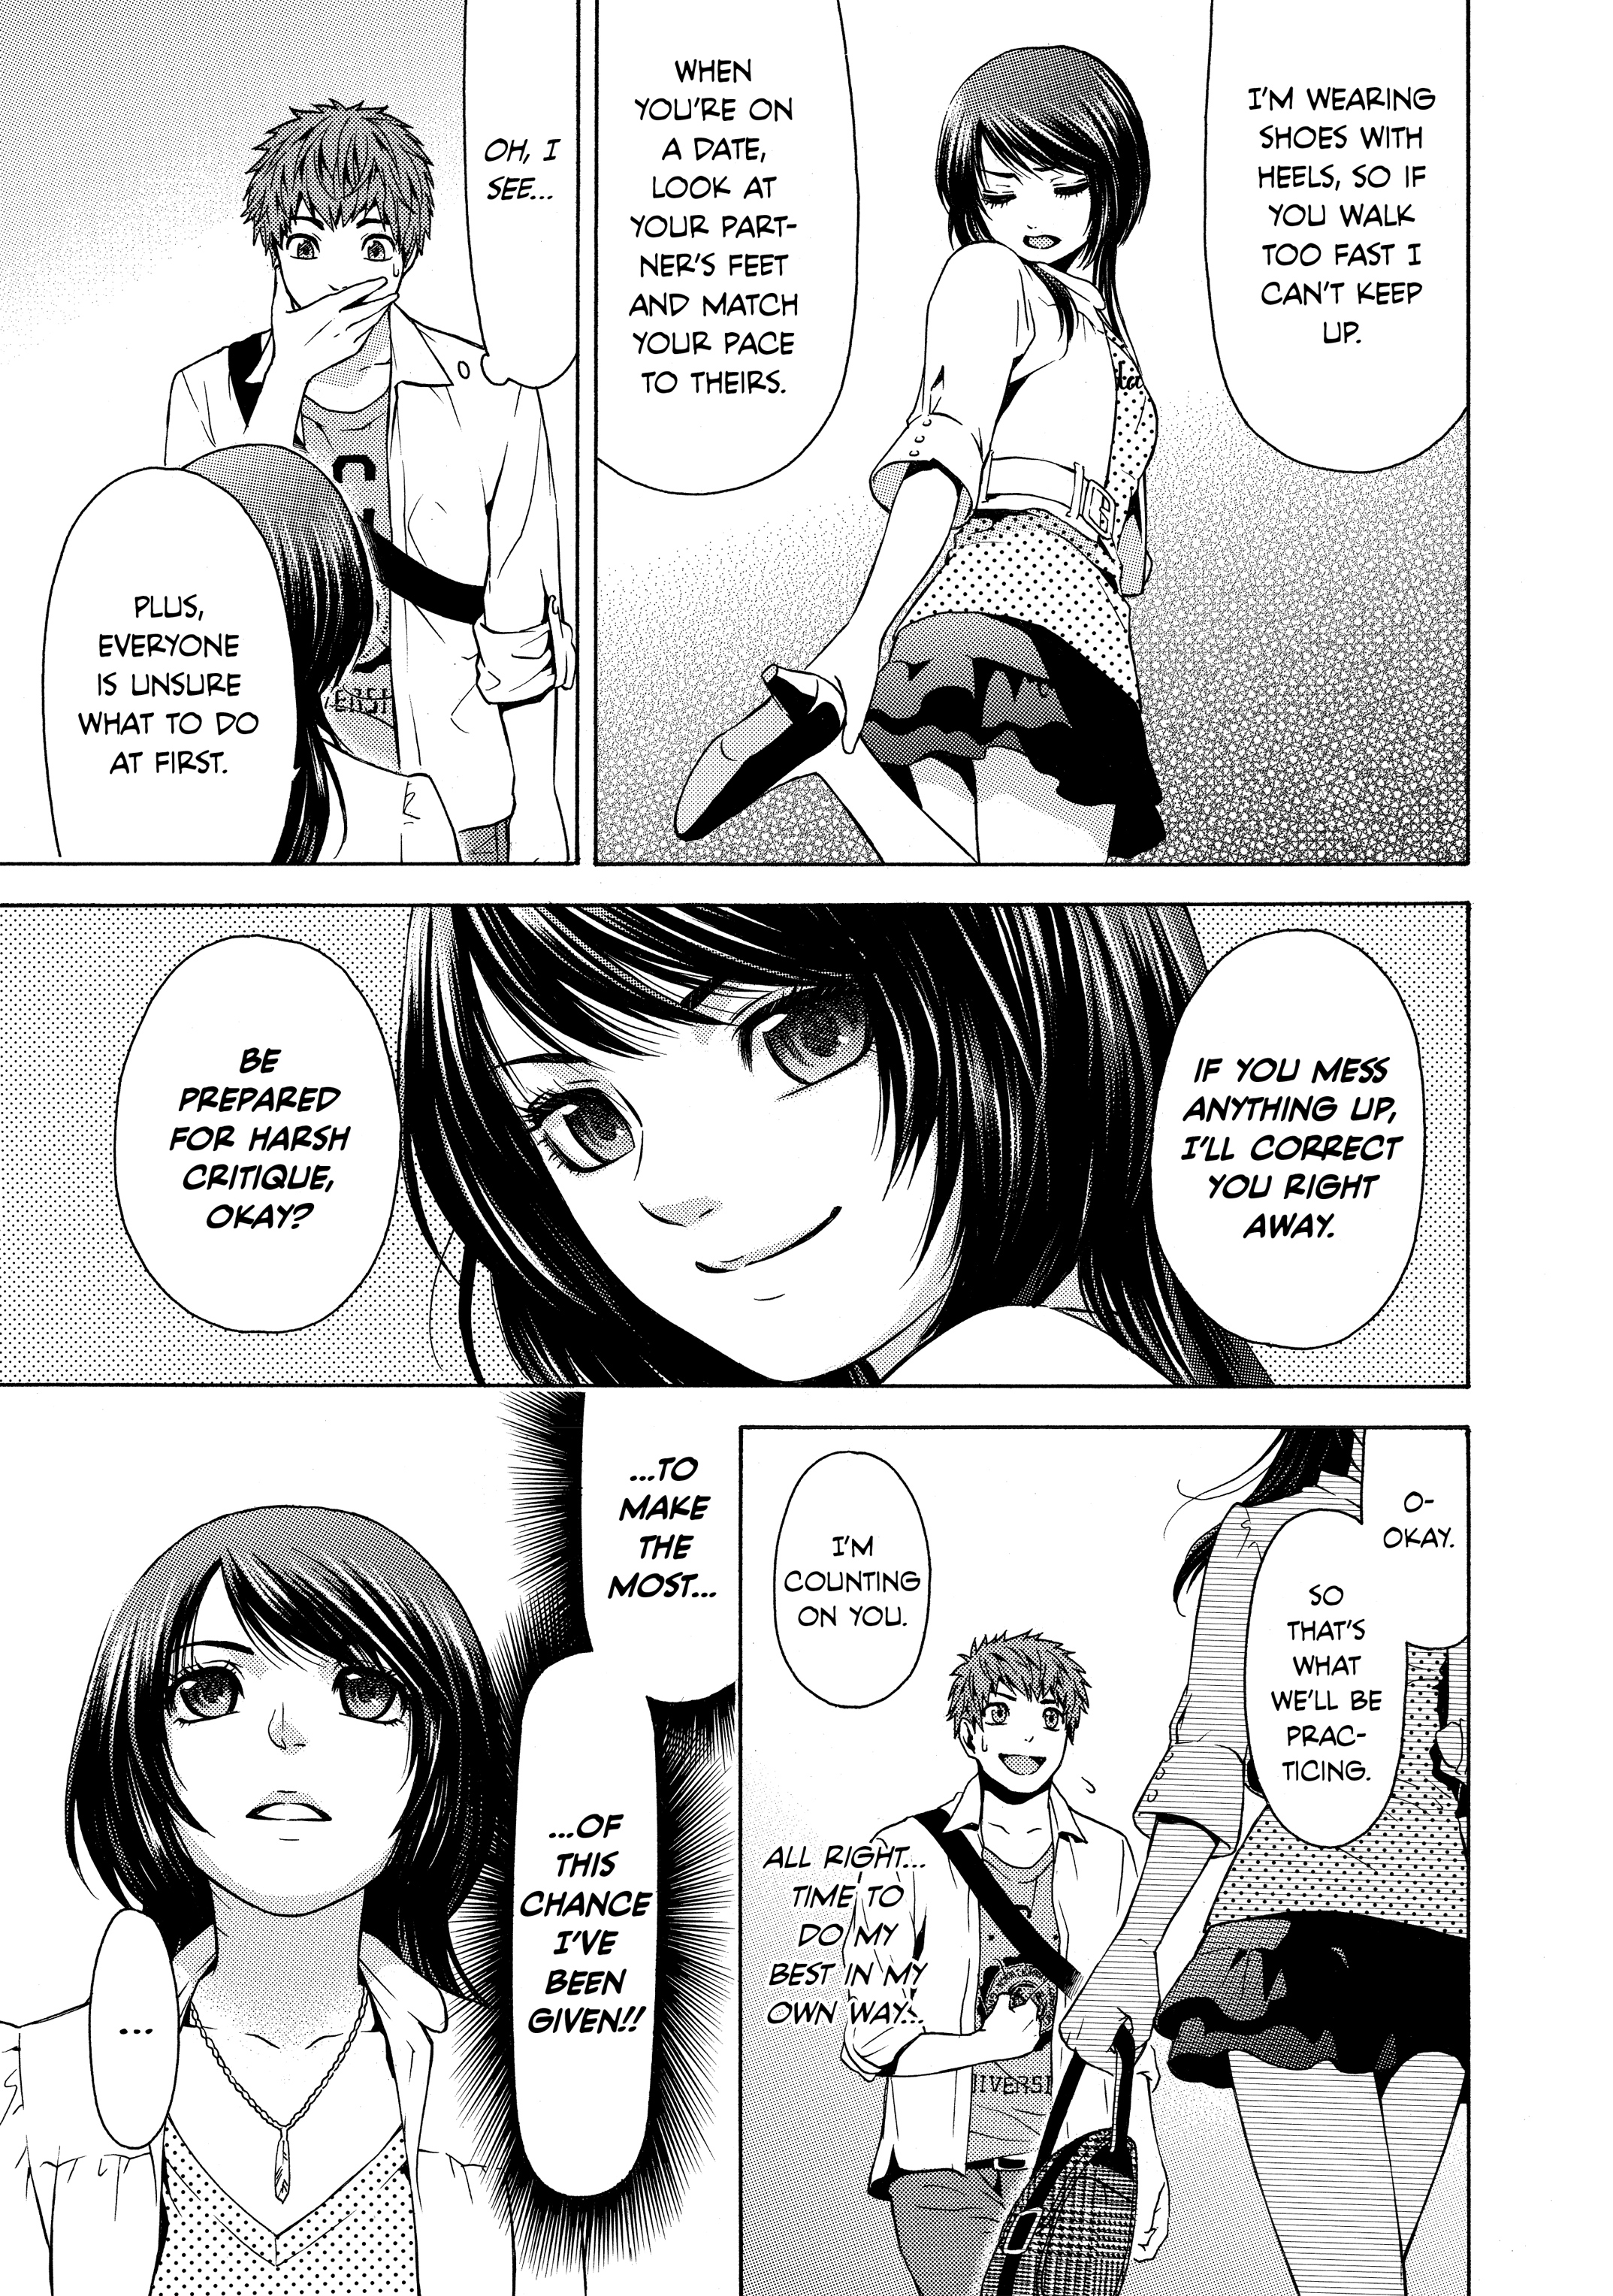 I'M WEARING
SHOES WITH
HEELS, SO IF
YOU WALK
TOO FAST I
CAN'T KEEP
UP.
WHEN
YOU'RE ON
A DATE,
LOOK AT
YOUR PART-
NER'S FEET
AND MATCH
YOUR PACE
TO THEIRS.
OH, I
SEE...
PLUS,
EVERYONE
IS UNSURE
WHAT TO DO
AT FIRST.
IF YOU MESS
ANYTHING UP,
I'LL CORRECT
YOU RIGHT
AWAY.
BE
PREPARED
FOR HARSH
CRITIQUE,
OKAY?
O-
OKAY.
SO
THAT'S
WHAT
WE'LL BE
PRAC-
TICING.
I'M
COUNTING
ON YOU.
ALL RIGHT...
TIME TO
DO MY
BEST IN MY
OWN WAY...
IVERSI
...TO
MAKE
THE
MOST...
...OF
THIS
CHANCE
I'VE
BEEN
GIVEN!!
...